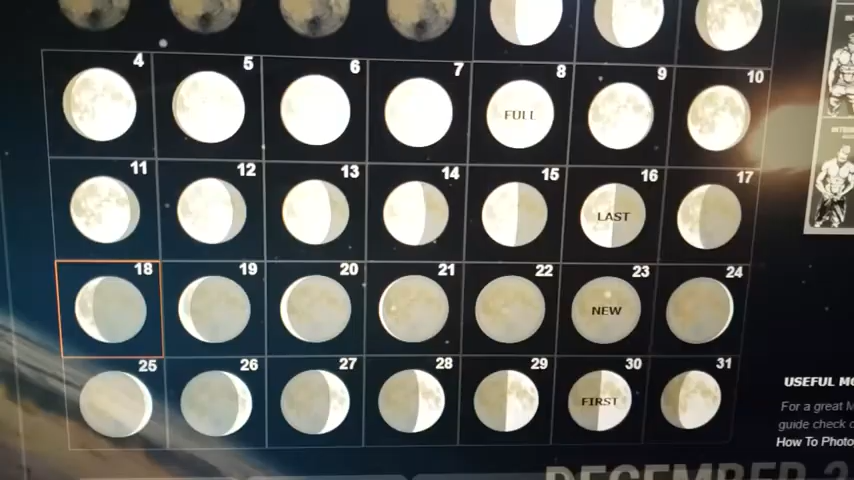 4 5 6 7 8 9 10
FULL
11 12 13 14 15 16 17
LAST
18 19 20 21 22 23 24
NEW
25 26 27 28 29 30 31
FIRST
USEFUL
For a great
guide check
How To Photo
DECEMBER